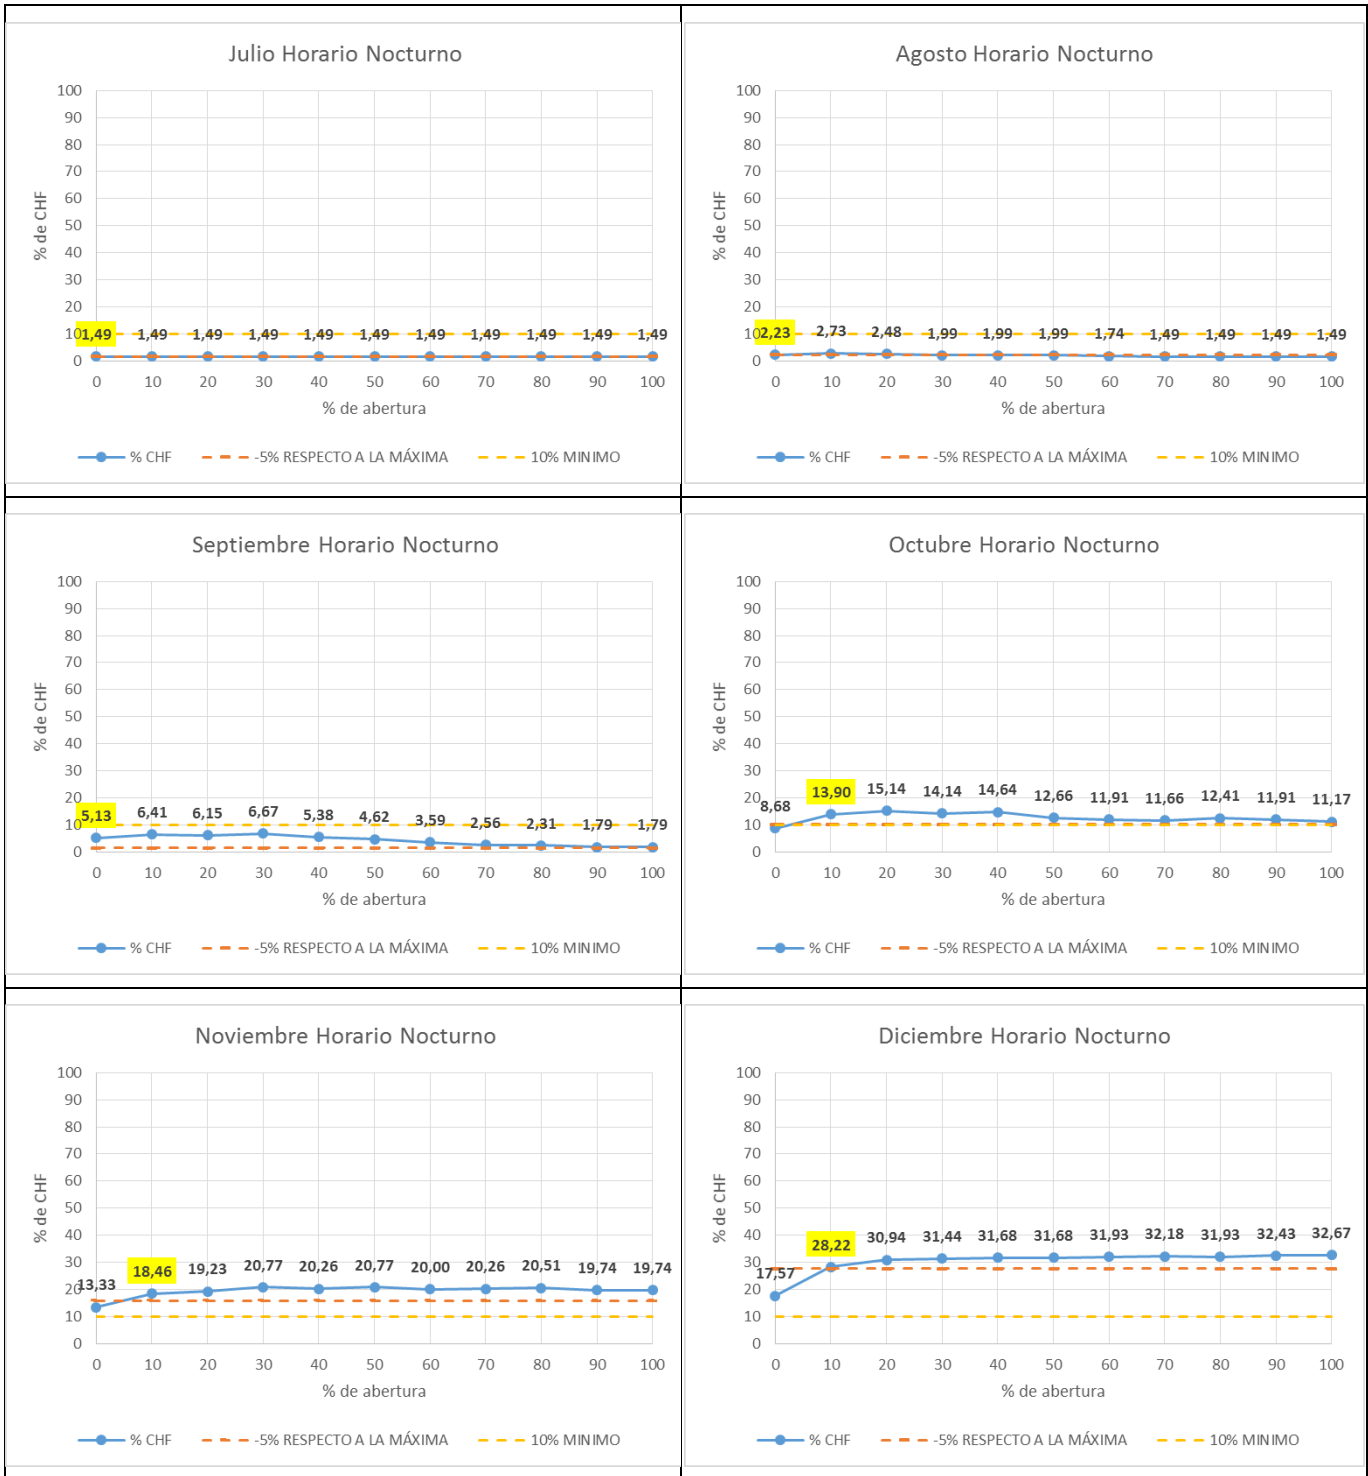 Julio Horario Nocturno
100
90
80
70
60
50
40
30
20
10
0
% de CHF
1,49 1,49 1,49 1,49 1,49 1,49 1,49 1,49 1,49 1,49 1,49
0 10 20 30 40 50 60 70 80 90 100
% de abertura
% CHF -5% RESPECTO A LA MÁXIMA 10% MINIMO
Agosto Horario Nocturno
100
90
80
70
60
50
40
30
20
10
0
% de CHF
2,23 2,73 2,48 1,99 1,99 1,99 1,74 1,49 1,49 1,49 1,49
0 10 20 30 40 50 60 70 80 90 100
% de abertura
% CHF -5% RESPECTO A LA MÁXIMA 10% MINIMO
Septiembre Horario Nocturno
100
90
80
70
60
50
40
30
20
10
0
% de CHF
5,13 6,41 6,15 6,67 5,38 4,62 3,59 2,56 2,31 1,79 1,79
0 10 20 30 40 50 60 70 80 90 100
% de abertura
% CHF -5% RESPECTO A LA MÁXIMA 10% MINIMO
Octubre Horario Nocturno
100
90
80
70
60
50
40
30
20
10
0
% de CHF
8,68 13,90 15,14 14,14 14,64 12,66 11,91 11,66 12,41 11,91 11,17
0 10 20 30 40 50 60 70 80 90 100
% de abertura
% CHF -5% RESPECTO A LA MÁXIMA 10% MINIMO
Noviembre Horario Nocturno
100
90
80
70
60
50
40
30
20
10
0
% de CHF
13,33 18,46 19,23 20,77 20,26 20,77 20,00 20,26 20,51 19,74 19,74
0 10 20 30 40 50 60 70 80 90 100
% de abertura
% CHF -5% RESPECTO A LA MÁXIMA 10% MINIMO
Diciembre Horario Nocturno
100
90
80
70
60
50
40
30
20
10
0
% de CHF
17,57 28,22 30,94 31,44 31,68 31,68 31,93 32,18 31,93 32,43 32,67
0 10 20 30 40 50 60 70 80 90 100
% de abertura
% CHF -5% RESPECTO A LA MÁXIMA 10% MINIMO